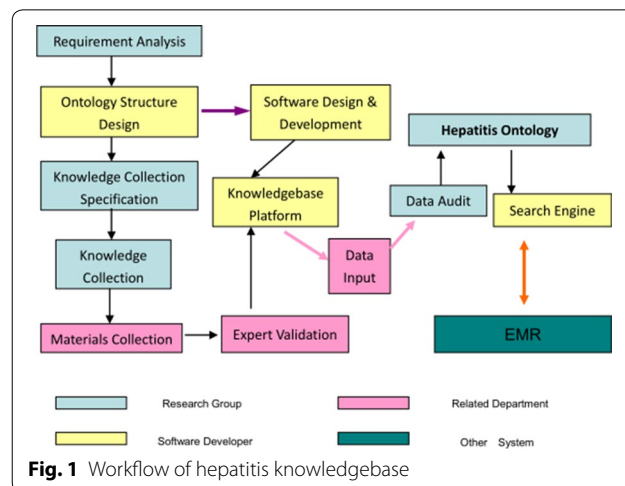 Requirement Analysis
Ontology Structure
Design
Software Design &
Development
Hepatitis Ontology
Knowledge Collection
Specification
Knowledgebase
Platform
Data Audit
Search Engine
Knowledge
Collection
Data
Input
Materials Collection
Expert Validation
EMR
Research Group
Related Department
Software Developer
Other System
Fig. 1 Workflow of hepatitis knowledgebase